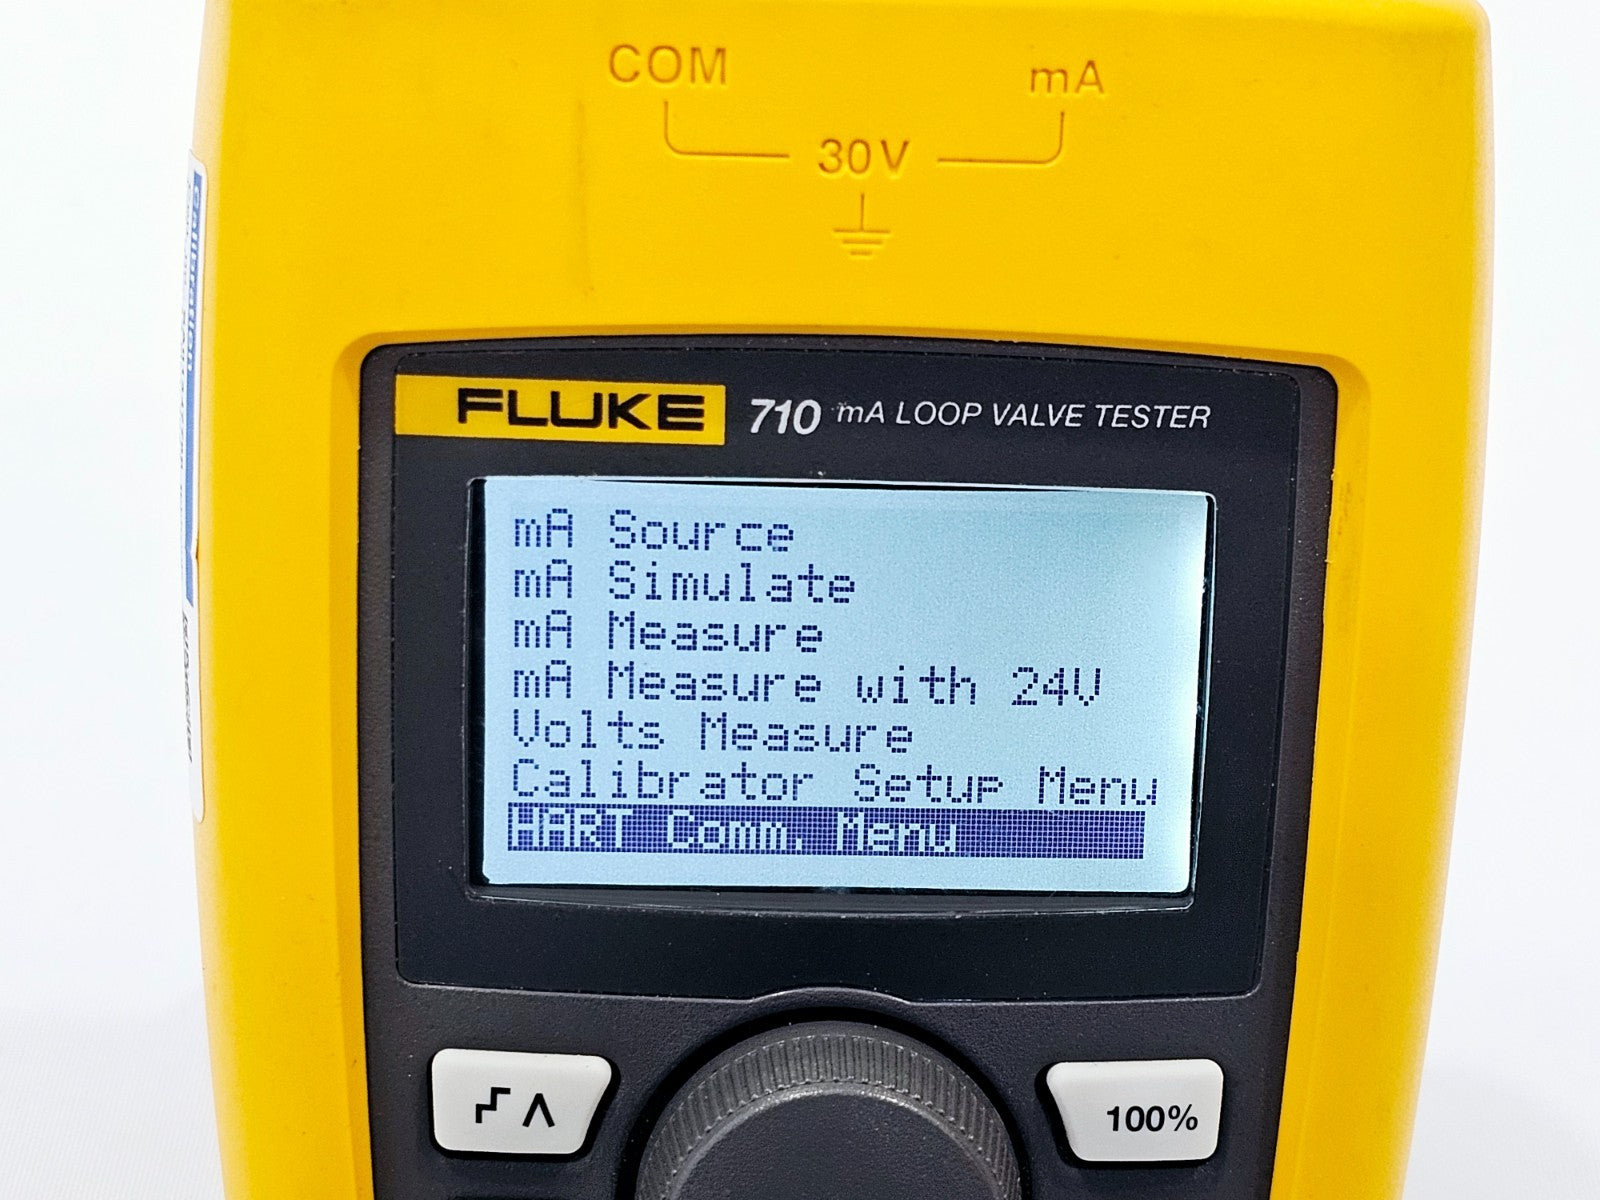 COM
mA
30V
FLUKE 710 mA LOOP VALVE TESTER
mA Source
mA Simulate
mA Measure
mA Measure with 24V
Volts Measure
Calibrator Setup Menu
HART Comm. Menu
100%